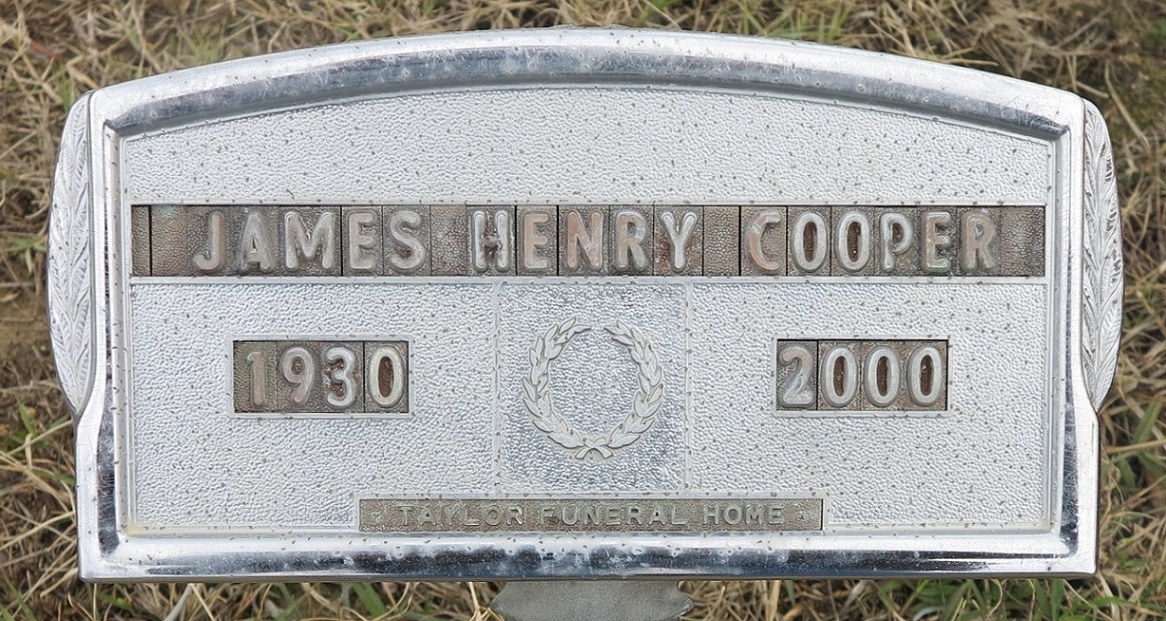 JAMES HENRY COOPER
1930 2000
TAYLOR FUNERAL HOME